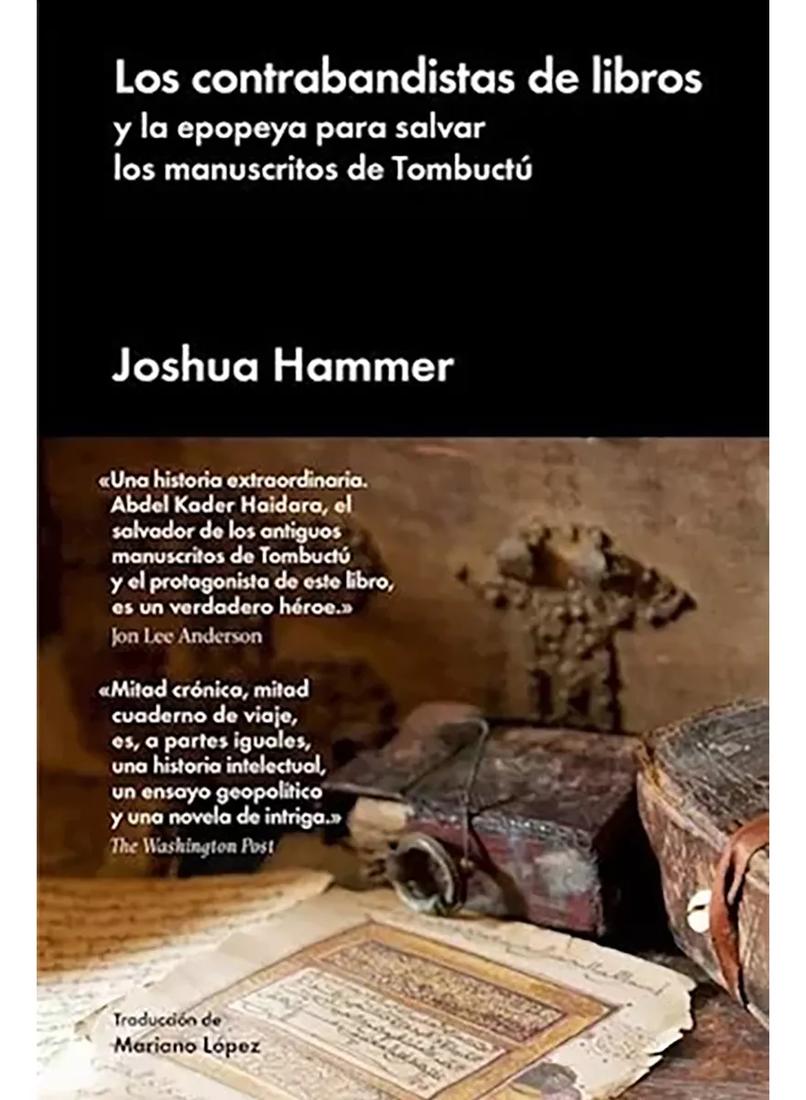 Los contrabandistas de libros
y la epopeya para salvar
los manuscritos de Tombuctú
Joshua Hammer
«Una historia extraordinaria.
Abdel Kader Haidara, el
salvador de los antiguos
manuscritos de Tombuctú
y el protagonista de este libro,
es un verdadero héroe.»
Jon Lee Anderson
«Mitad crónica, mitad
cuaderno de viaje,
es, a partes iguales,
una historia intelectual,
un ensayo geopolítico
y una novela de intriga.»
The Washington Post
Traducción de
Mariano López